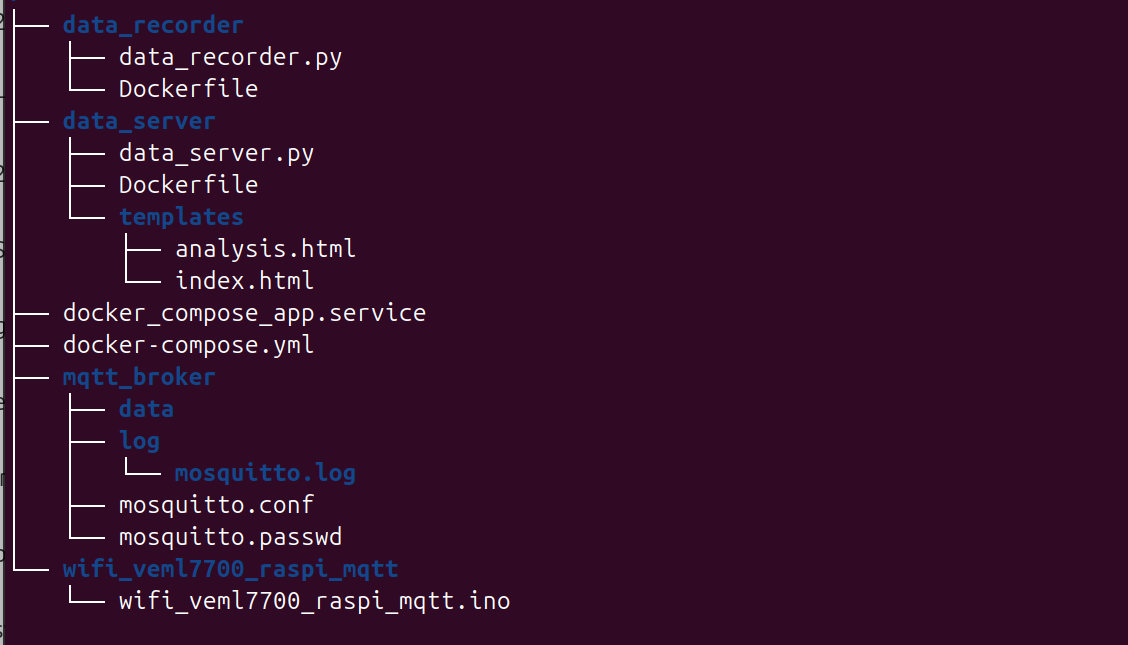 data_recorder
data_recorder.py
Dockerfile
data_server
data_server.py
Dockerfile
templates
analysis.html
index.html
docker_compose_app.service
docker-compose.yml
mqtt_broker
data
log
mosquitto.log
mosquitto.conf
mosquitto.passwd
wifi_veml7700_raspi_mqtt
wifi_veml7700_raspi_mqtt.ino